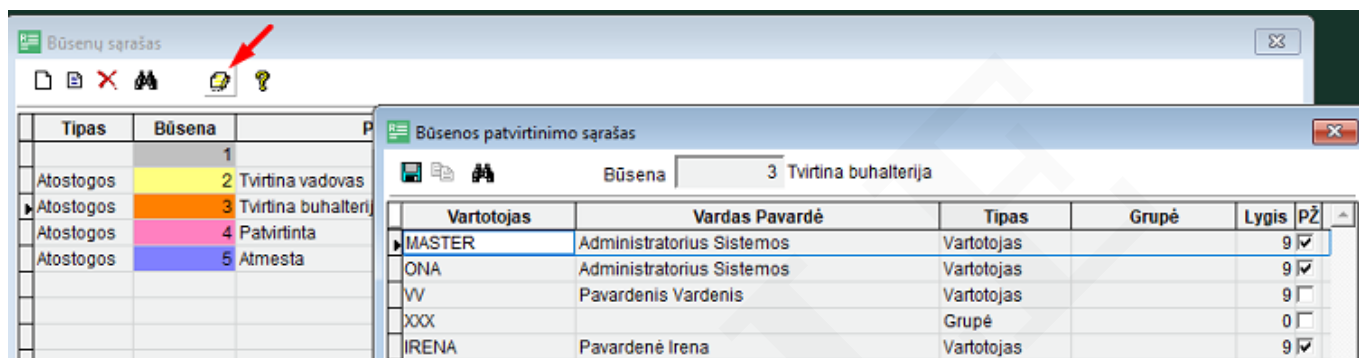 Būsenų sąrašas
Tipas Būsena P
1
Atostogos 2 Tvirtina vadovas
Atostogos 3 Tvirtina buhalterij
Atostogos 4 Patvirtinta
Atostogos 5 Atmesta
Būsenos patvirtinimo sąrašas
Būsena 3 Tvirtina buhalterija
Vartotojas Vardas Pavardė Tipas Grupė Lygis PŽ
MASTER Administratorius Sistemos Vartotojas 9
ONA Administratorius Sistemos Vartotojas 9
VV Pavardenis Vardenis Vartotojas 9
XXX Grupė 0
IRENA Pavardenė Irena Vartotojas 9